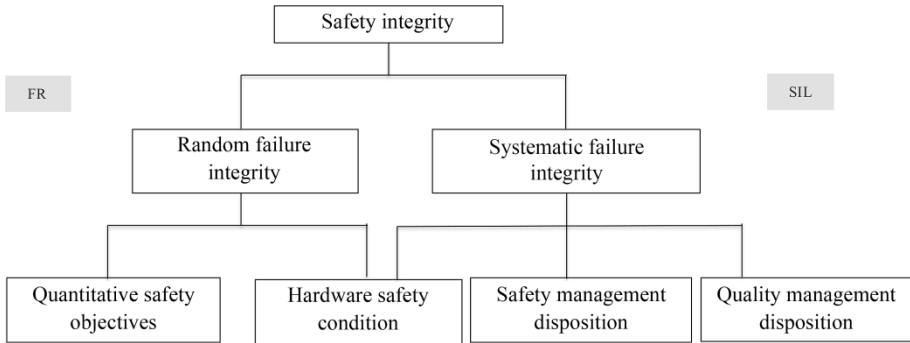 Safety integrity
FR
SIL
Random failure
integrity
Systematic failure
integrity
Quantitative safety
objectives
Hardware safety
condition
Safety management
disposition
Quality management
disposition